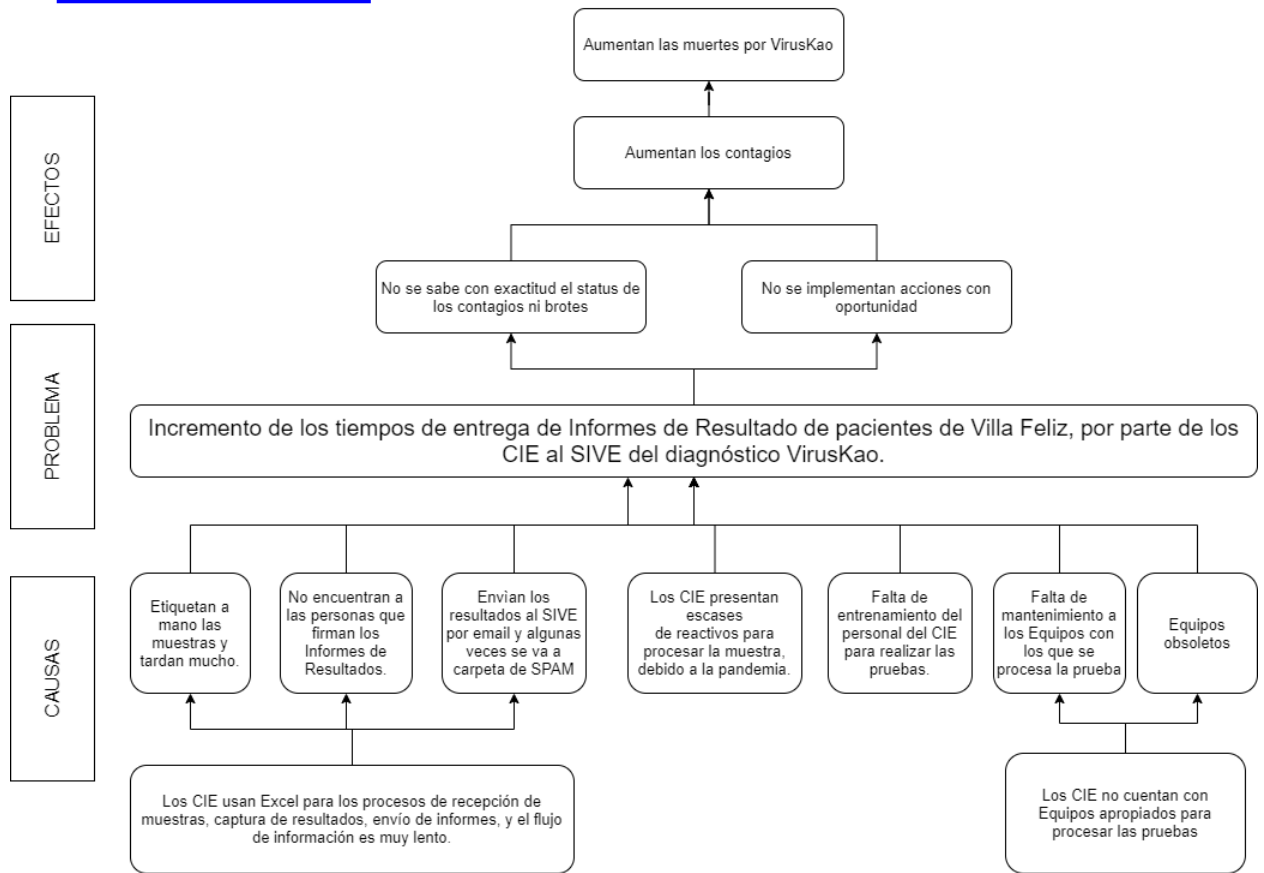 Aumentan las muertes por VirusKao
EFECTOS
Aumentan los contagios
No se sabe con exactitud el status de
los contagios ni brotes
No se implementan acciones con
oportunidad
PROBLEMA
Incremento de los tiempos de entrega de Informes de Resultado de pacientes de Villa Feliz, por parte de los
CIE al SIVE del diagnóstico VirusKao.
CAUSAS
Etiquetan a
mano las
muestras y
tardan mucho.
No encuentran a
las personas que
firman los
Informes de
Resultados.
Envian los
resultados al SIVE
por email y algunas
veces se va a
carpeta de SPAM
Los CIE presentan
escases
de reactivos para
procesar la muestra,
debido a la pandemia.
Falta de
entrenamiento del
personal del CIE
para realizar las
pruebas.
Falta de
mantenimiento a
los Equipos con
los que se
procesa la prueba
Equipos
obsoletos
Los CIE usan Excel para los procesos de recepción de
muestras, captura de resultados, envío de informes, y el flujo
de información es muy lento.
Los CIE no cuentan con
Equipos apropiados para
procesar las pruebas